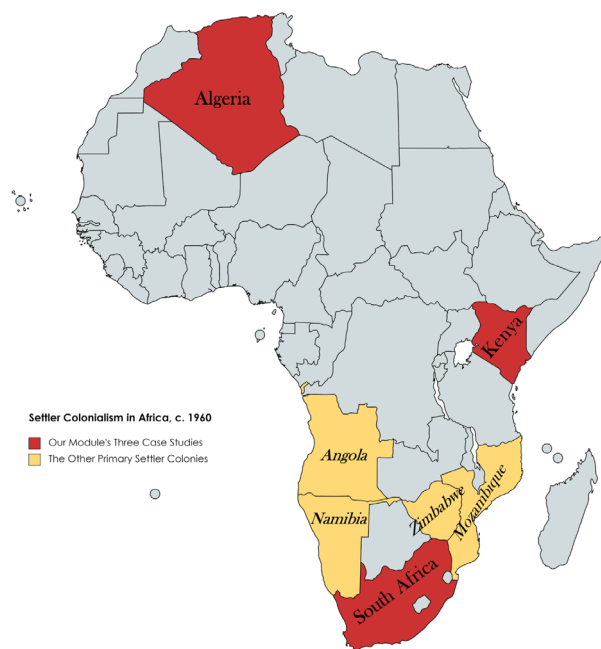 Algeria
Kenya
Settler Colonialism in Africa, c. 1960
Our Module's Three Case Studies
The Other Primary Settler Colonies
Angola
Namibia
Zimbabwe
Mozambique
South Africa